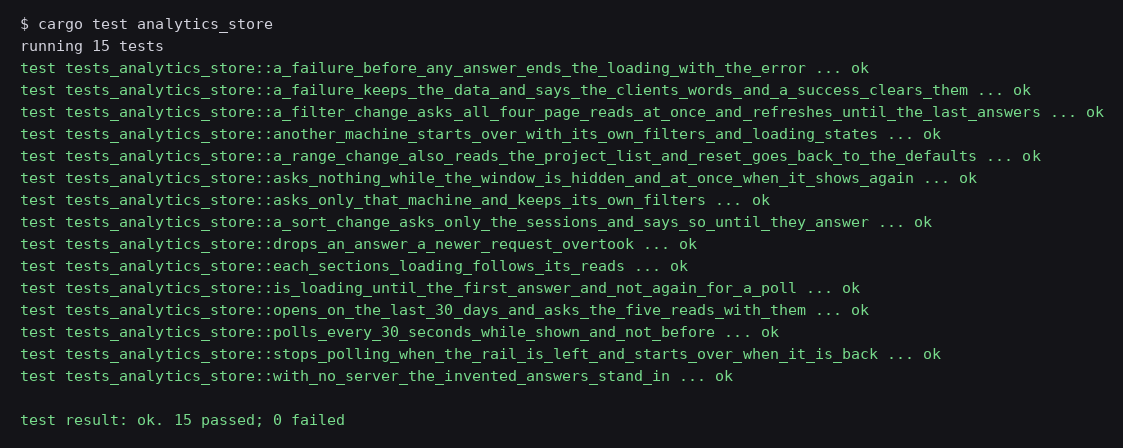 $ cargo test analytics_store
running 15 tests
test tests_analytics_store::a_failure_before_any_answer_ends_the_loading_with_the_error ... ok
test tests_analytics_store::a_failure_keeps_the_data_and_says_the_clients_words_and_a_success_clears_them ... ok
test tests_analytics_store::a_filter_change_asks_all_four_page_reads_at_once_and_refreshes_until_the_last_answers ... ok
test tests_analytics_store::another_machine_starts_over_with_its_own_filters_and_loading_states ... ok
test tests_analytics_store::a_range_change_also_reads_the_project_list_and_reset_goes_back_to_the_defaults ... ok
test tests_analytics_store::asks_nothing_while_the_window_is_hidden_and_at_once_when_it_shows_again ... ok
test tests_analytics_store::asks_only_that_machine_and_keeps_its_own_filters ... ok
test tests_analytics_store::a_sort_change_asks_only_the_sessions_and_says_so_until_they_answer ... ok
test tests_analytics_store::drops_an_answer_a_newer_request_overtook ... ok
test tests_analytics_store::each_sections_loading_follows_its_reads ... ok
test tests_analytics_store::is_loading_until_the_first_answer_and_not_again_for_a_poll ... ok
test tests_analytics_store::opens_on_the_last_30_days_and_asks_the_five_reads_with_them ... ok
test tests_analytics_store::polls_every_30_seconds_while_shown_and_not_before ... ok
test tests_analytics_store::stops_polling_when_the_rail_is_left_and_starts_over_when_it_is_back ... ok
test tests_analytics_store::with_no_server_the_invented_answers_stand_in ... ok
test result: ok. 15 passed; 0 failed